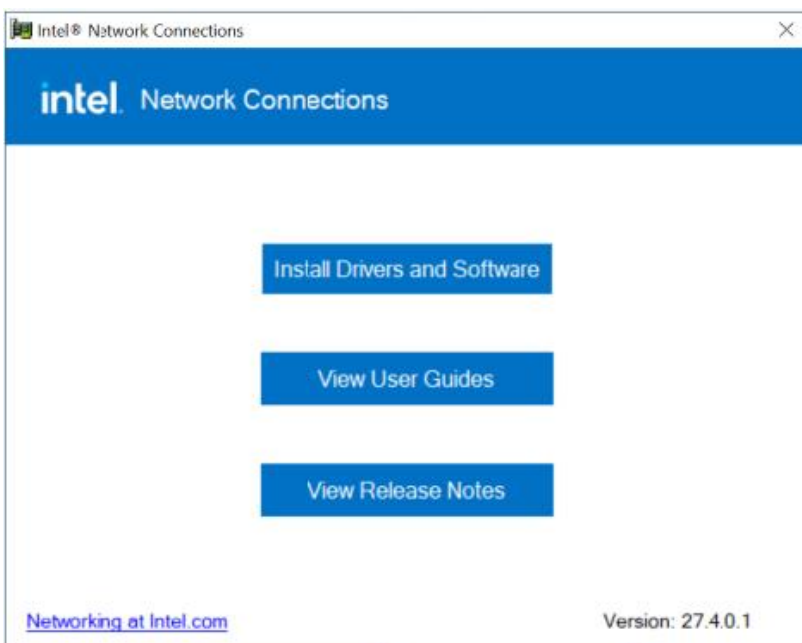 Intel® Network Connections
intel. Network Connections
Install Drivers and Software
View User Guides
View Release Notes
Networking at Intel.com
Version: 27.4.0.1